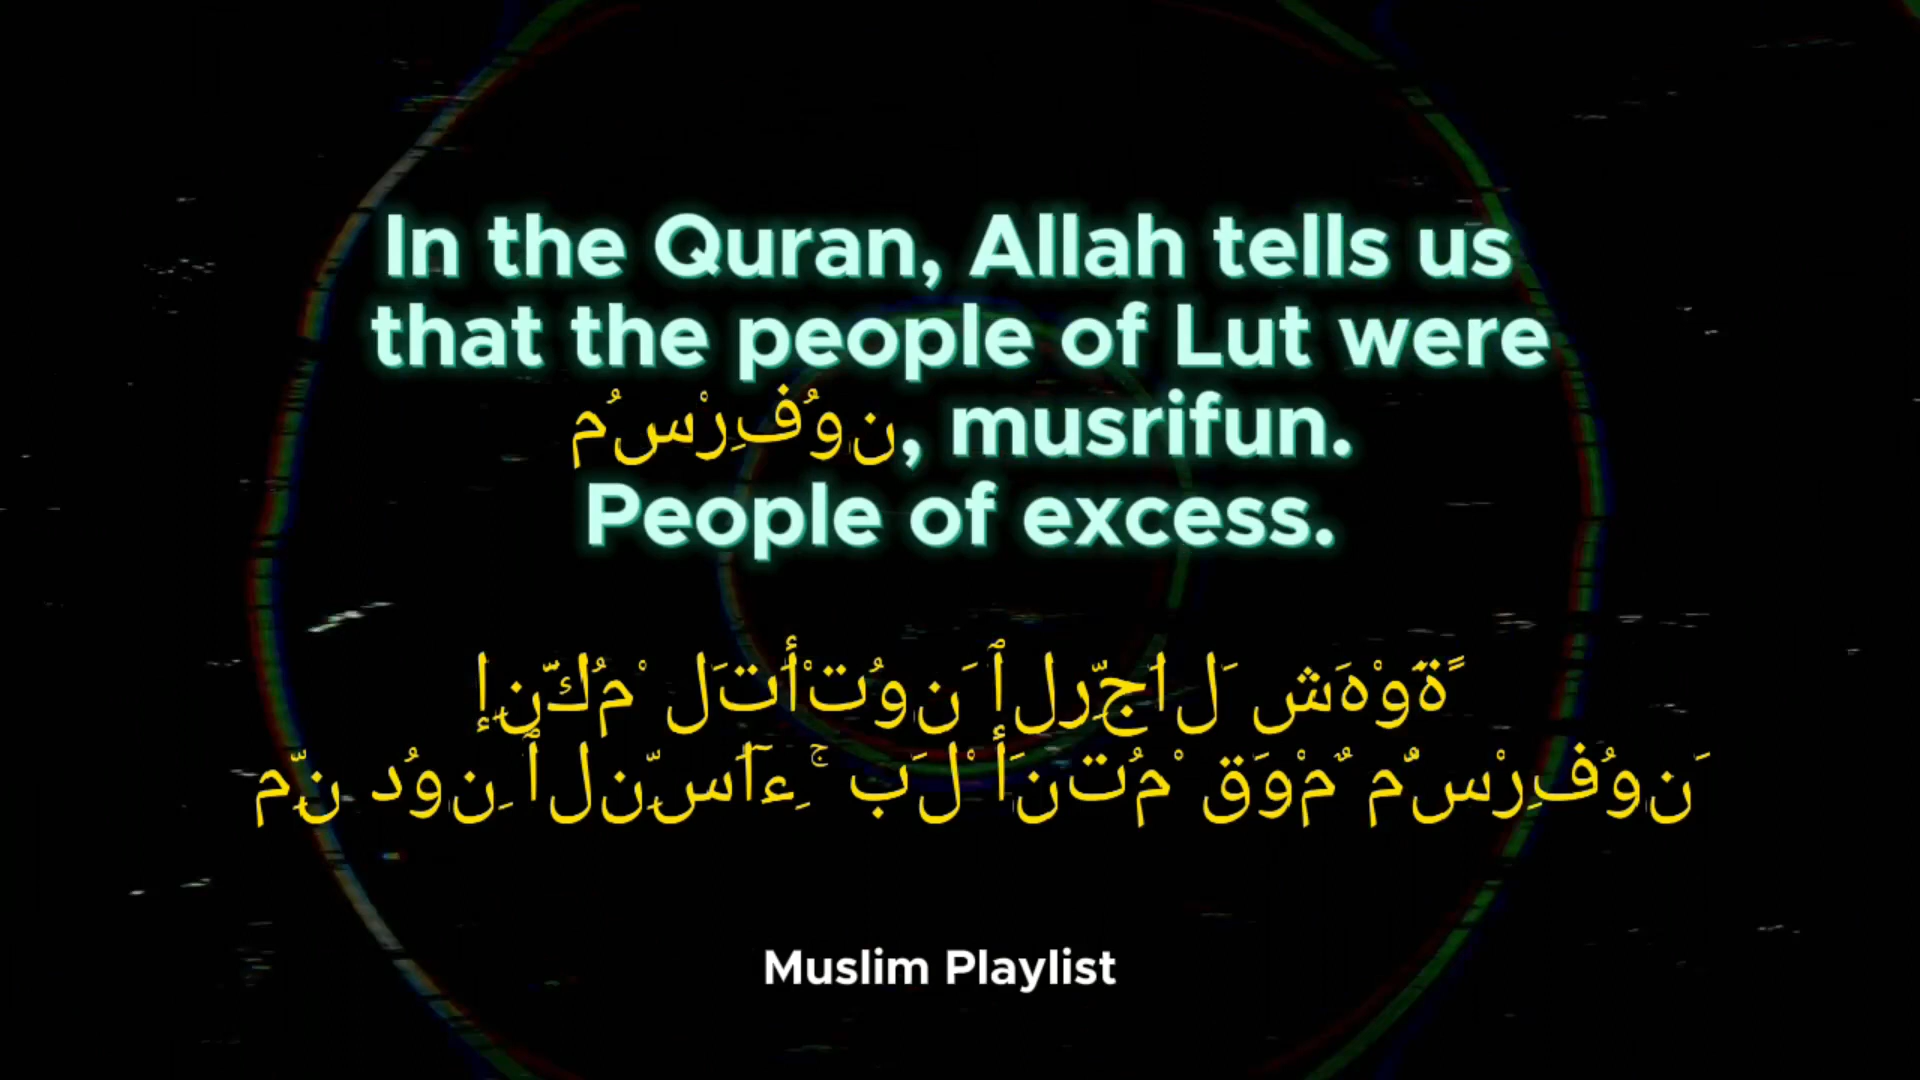 In the Quran, Allah tells us
that the people of Lut were
مُسْرِفُون, musrifun.
People of excess.
إِنَّكُمْ لَتَأْتُونَ ٱلرِّجَالَ شَهْوَةً
مِّن دُونِ ٱلنِّسَآءِ ۚ بَلْ أَنتُمْ قَوْمٌ مُّسْرِفُونَ
Muslim Playlist